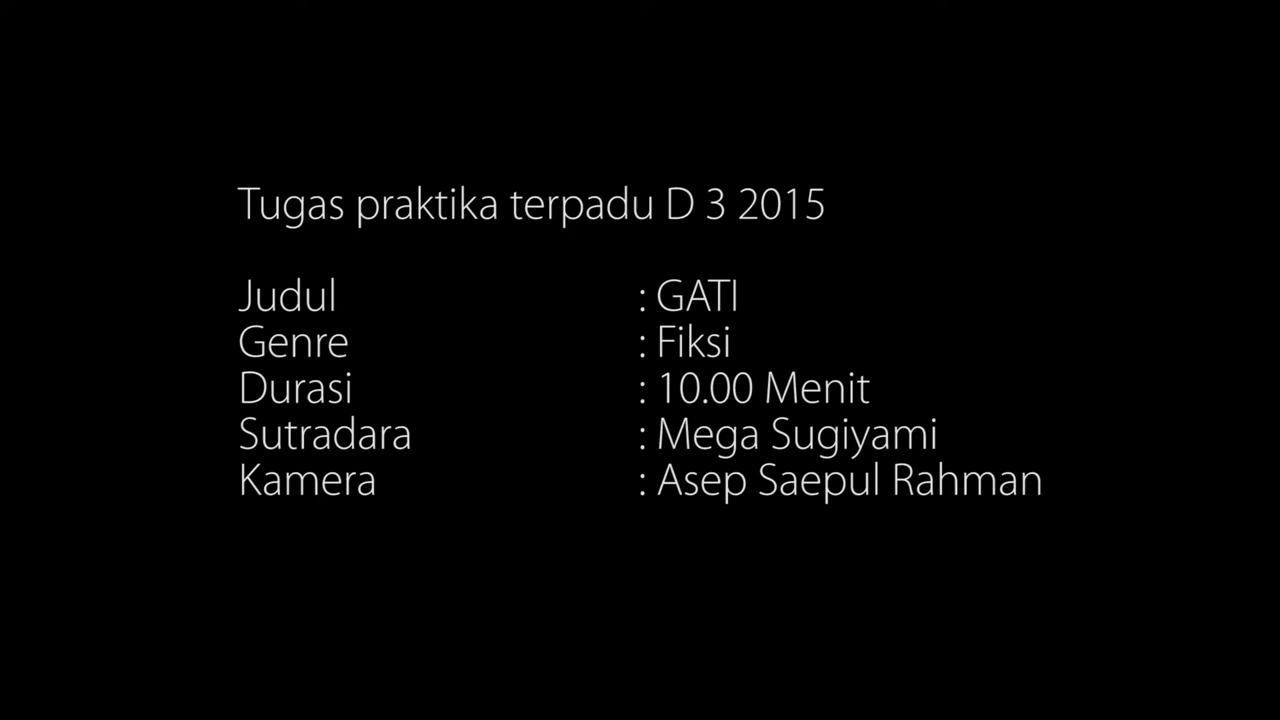 Tugas praktika terpadu D 3 2015
Judul : GATI
Genre : Fiksi
Durasi : 10.00 Menit
Sutradara : Mega Sugiyami
Kamera : Asep Saepul Rahman